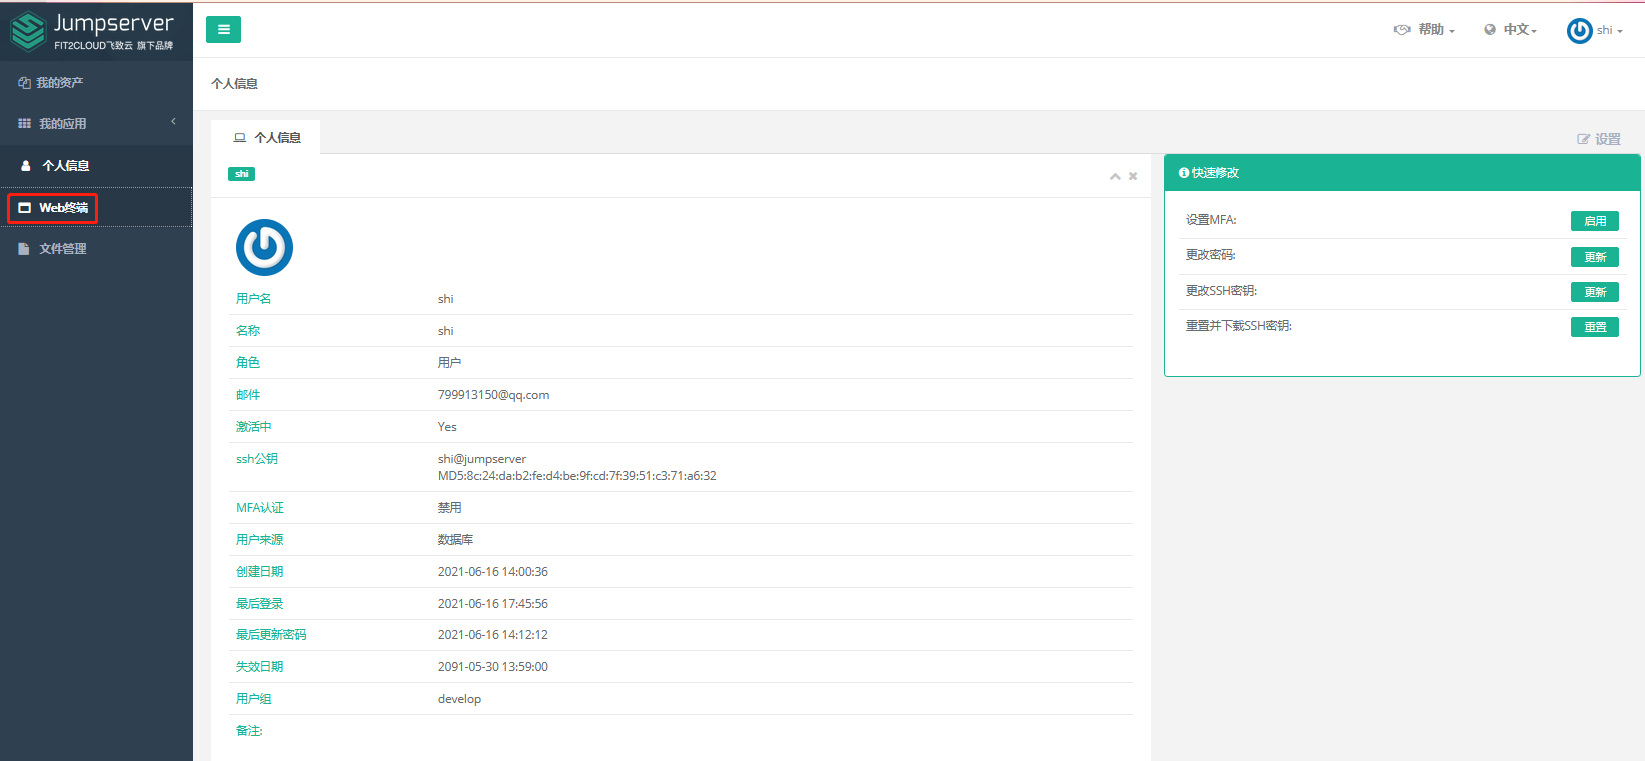 Jumpserver
FIT2CLOUD飞致云 旗下品牌
帮助
中文
shi
我的资产
我的应用
个人信息
Web终端
文件管理
个人信息
个人信息
设置
shi
用户名 shi
名称 shi
角色 用户
邮件 799913150@qq.com
激活中 Yes
ssh公钥 shi@jumpserver
MD5:8c:24:da:b2:fe:d4:be:9f:cd:7f:39:51:c3:71:a6:32
MFA认证 禁用
用户来源 数据库
创建日期 2021-06-16 14:00:36
最后登录 2021-06-16 17:45:56
最后更新密码 2021-06-16 14:12:12
失效日期 2091-05-30 13:59:00
用户组 develop
备注:
快速修改
设置MFA: 启用
更改密码: 更新
更改SSH密钥: 更新
重置并下载SSH密钥: 重置